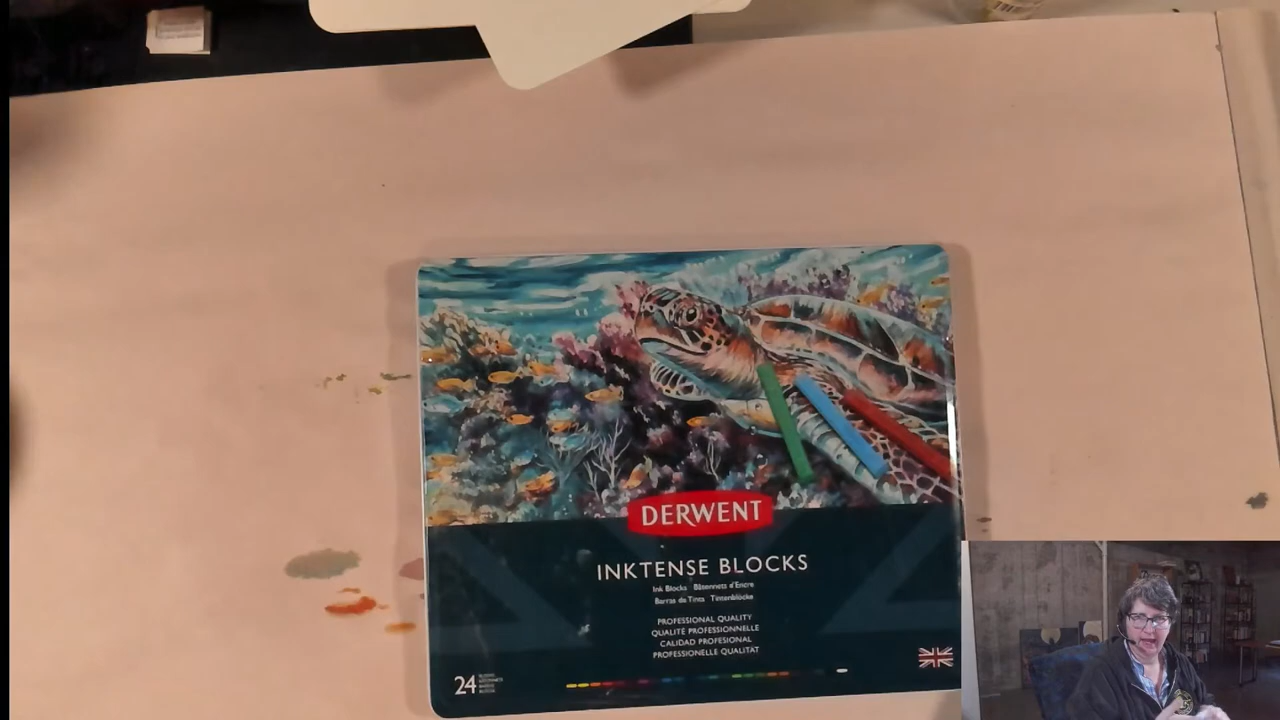 DERWENT
INKTENSE BLOCKS
Ink Blocks Bâtonnets d'Encre
Barras de Tinta Tintenblöcke
PROFESSIONAL QUALITY
QUALITÉ PROFESSIONNELLE
CALIDAD PROFESIONAL
PROFESSIONELLE QUALITÄT
24